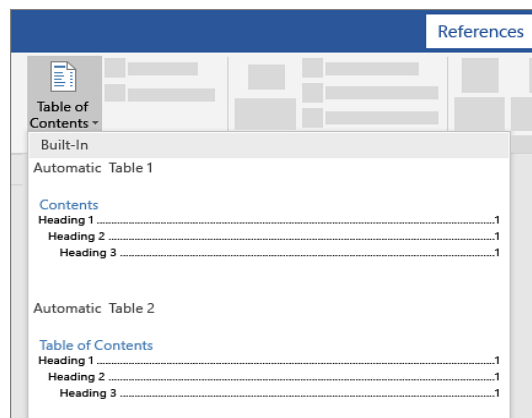 References
Table of
Contents
Built-In
Automatic Table 1
Contents
Heading 1 ........................................ 1
Heading 2 ........................................ 1
Heading 3 ........................................ 1
Automatic Table 2
Table of Contents
Heading 1 ........................................ 1
Heading 2 ........................................ 1
Heading 3 ........................................ 1